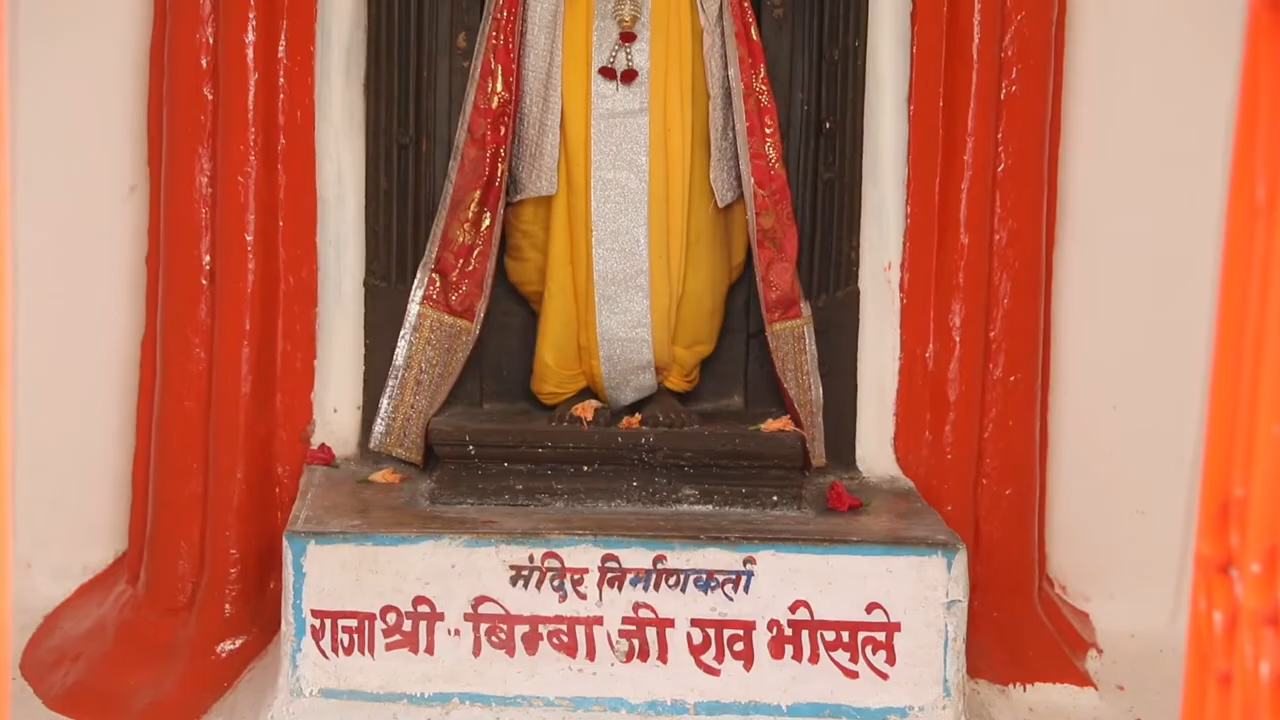 मंदिर निर्माणकर्ता
राजाश्री बिम्बा जी राव भोसले